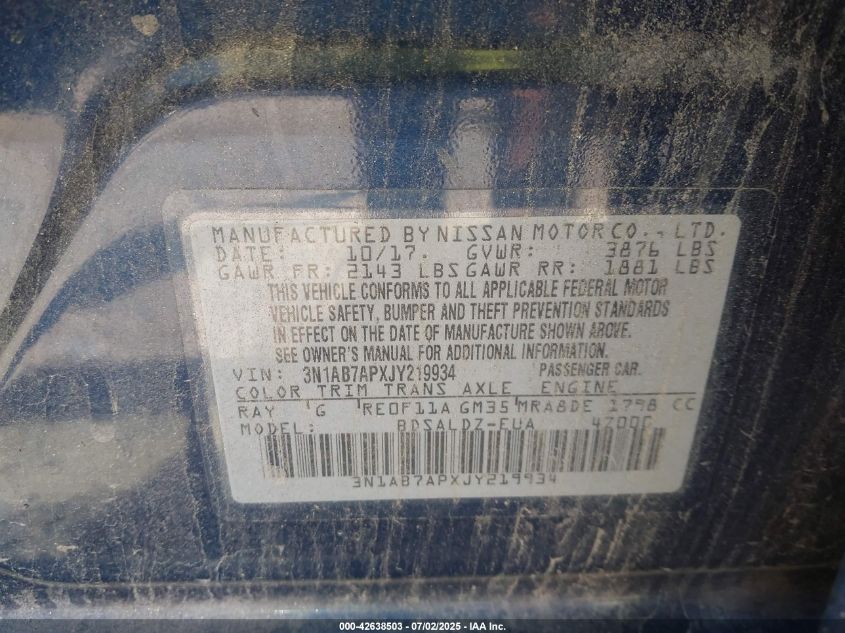 MANUFACTURED BY NISSAN MOTOR CO., LTD.
DATE: 10/17. GVWR: 3876 LBS
GAWR FR: 2143 LBS GAWR RR: 1881 LBS
THIS VEHICLE CONFORMS TO ALL APPLICABLE FEDERAL MOTOR
VEHICLE SAFETY, BUMPER AND THEFT PREVENTION STANDARDS
IN EFFECT ON THE DATE OF MANUFACTURE SHOWN ABOVE.
SEE OWNER'S MANUAL FOR ADDITIONAL INFORMATION.
VIN: 3N1AB7APXJY219934 PASSENGER CAR.
COLOR TRIM TRANS AXLE ENGINE
RAY G RE0F11A GM35 MRA8DE 1798 CC
MODEL: BDSALDZ-EUA
3N1AB7APXJY219934
000-42638503 - 07/02/2025 - IAA Inc.